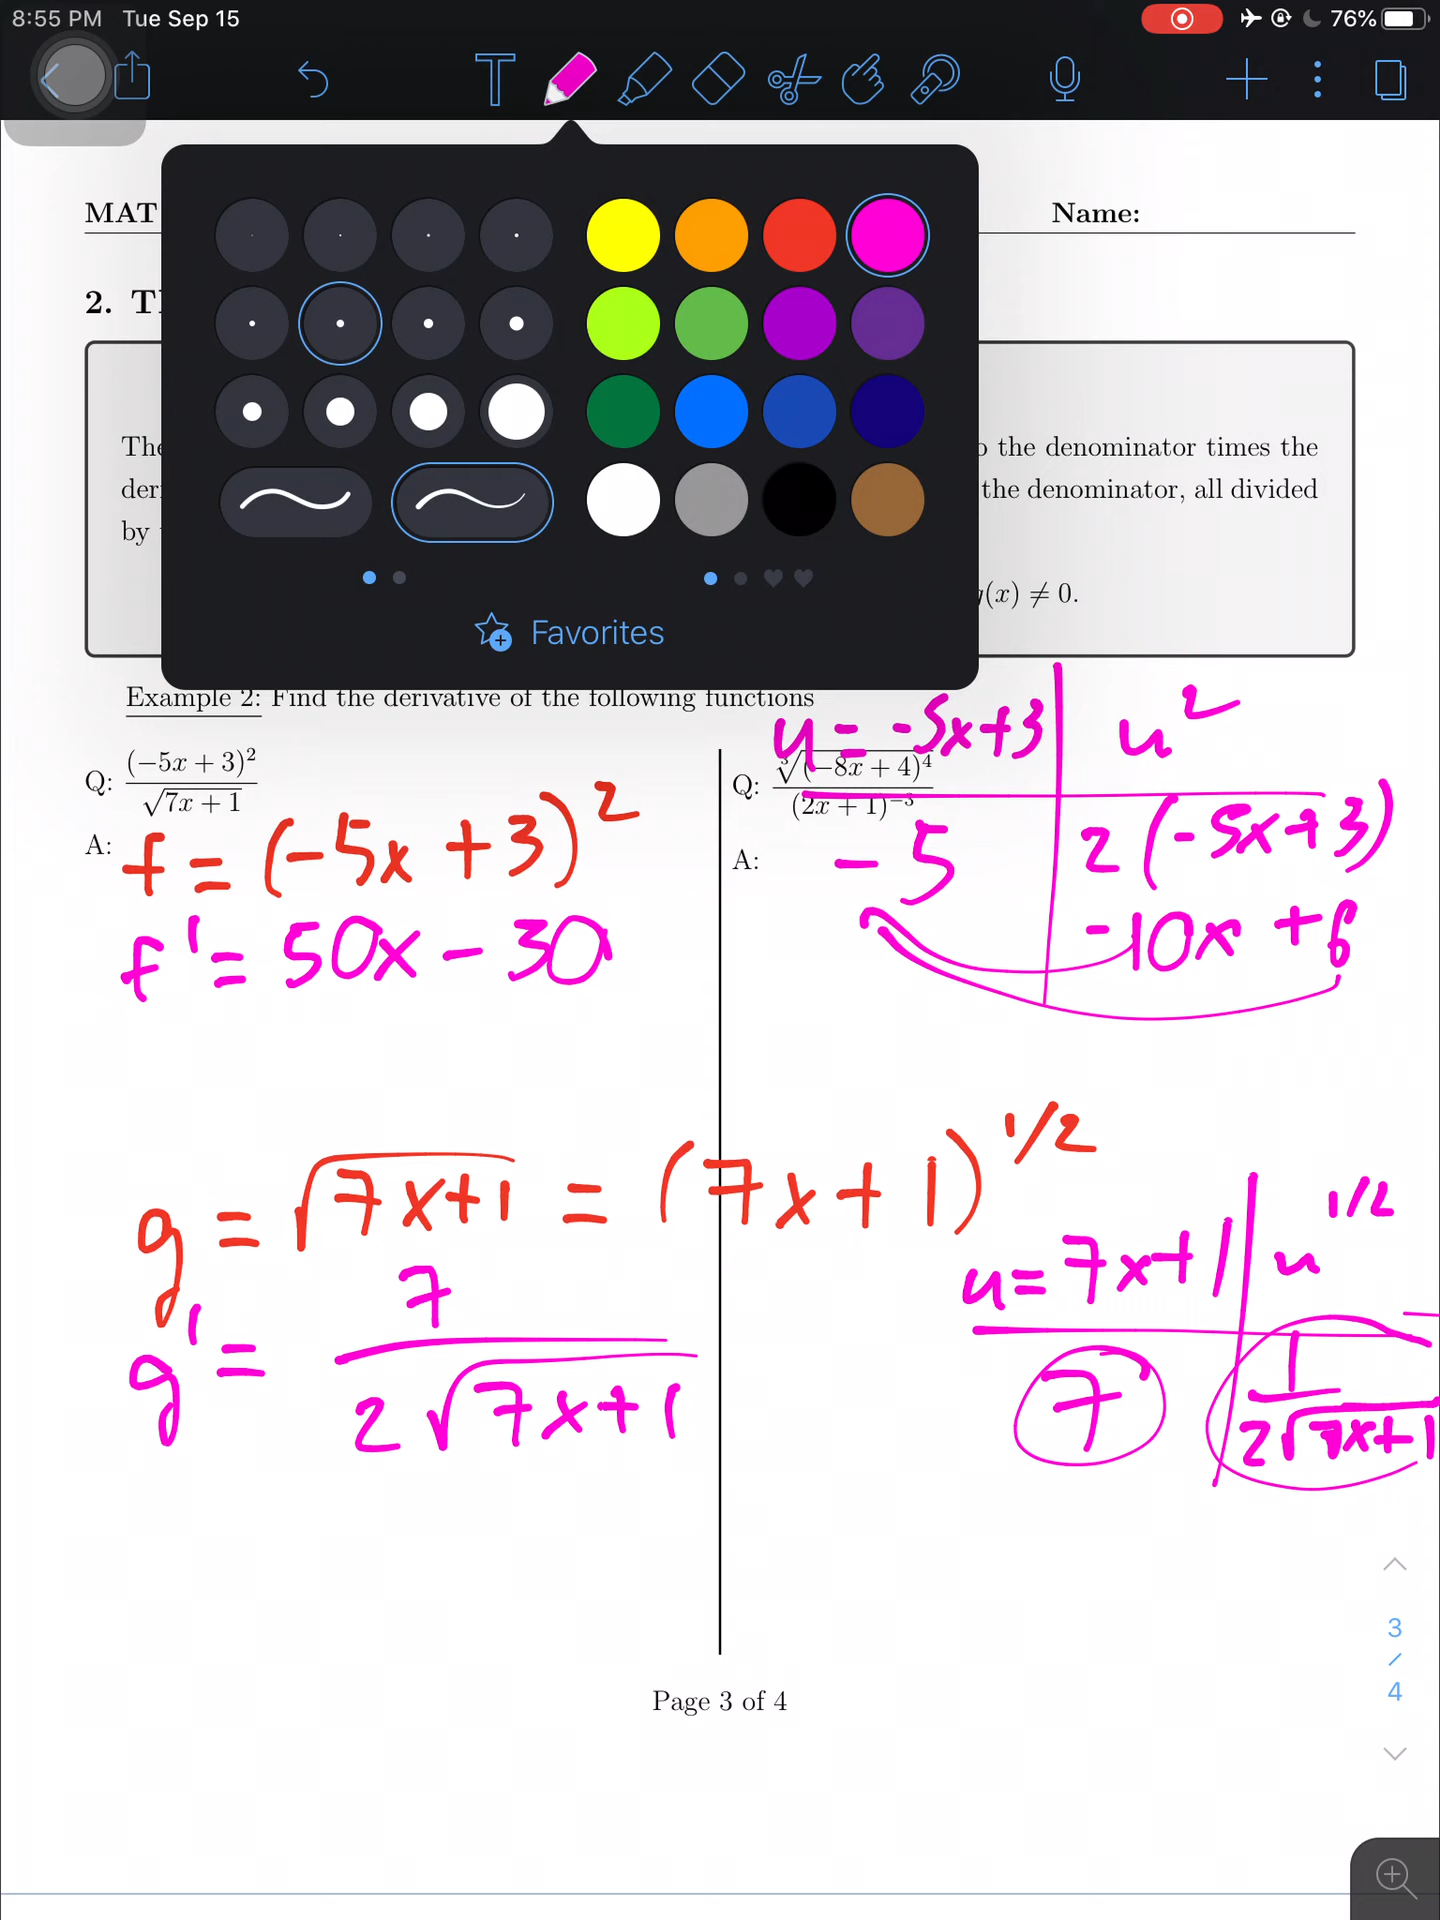 8:55 PM Tue Sep 15
76%
T
MAT
Name:
2.
The
o the denominator times the
the denominator, all divided
by
(x) ≠ 0.
Favorites
Example 2: Find the derivative of the following functions
Q: (−5x + 3)² / √(7x + 1)
A:
f = (-5x + 3)²
f' = 50x - 30
g = √7x+1 = (7x + 1)^1/2
g' = 7 / 2√7x+1
Q: ∛(−8x + 4)⁴ / (2x + 1)⁻³
A:
u = -5x+3 | u²
-5 | 2(-5x+3)
-10x + 6
u = 7x+1 | u^1/2
7 | 1 / 2√7x+1
3 / 4
Page 3 of 4